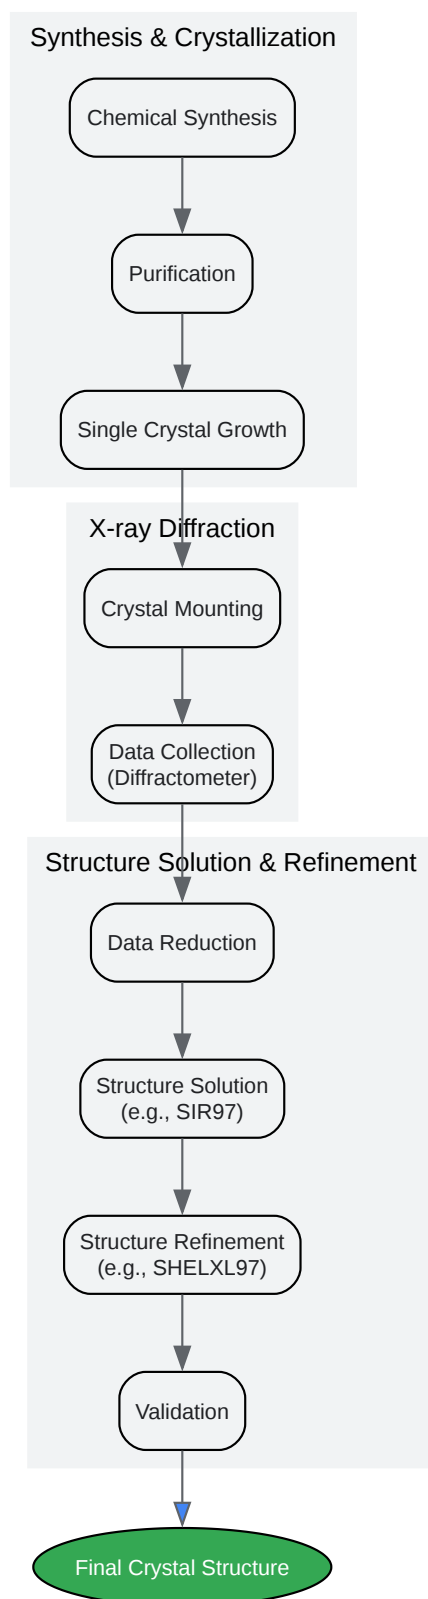 Synthesis & Crystallization
Chemical Synthesis
Purification
Single Crystal Growth
X-ray Diffraction
Crystal Mounting
Data Collection
(Diffractometer)
Structure Solution & Refinement
Data Reduction
Structure Solution
(e.g., SIR97)
Structure Refinement
(e.g., SHELXL97)
Validation
Final Crystal Structure